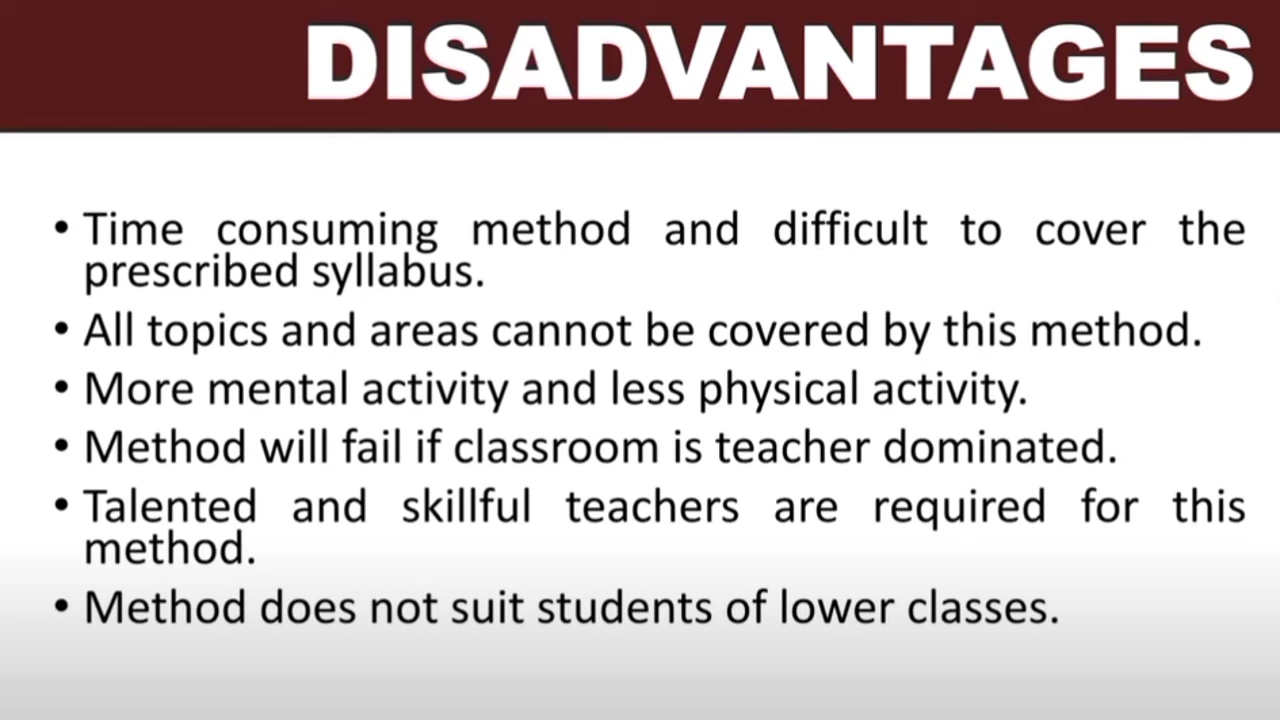 DISADVANTAGES
• Time consuming method and difficult to cover the
prescribed syllabus.
• All topics and areas cannot be covered by this method.
• More mental activity and less physical activity.
• Method will fail if classroom is teacher dominated.
• Talented and skillful teachers are required for this
method.
• Method does not suit students of lower classes.